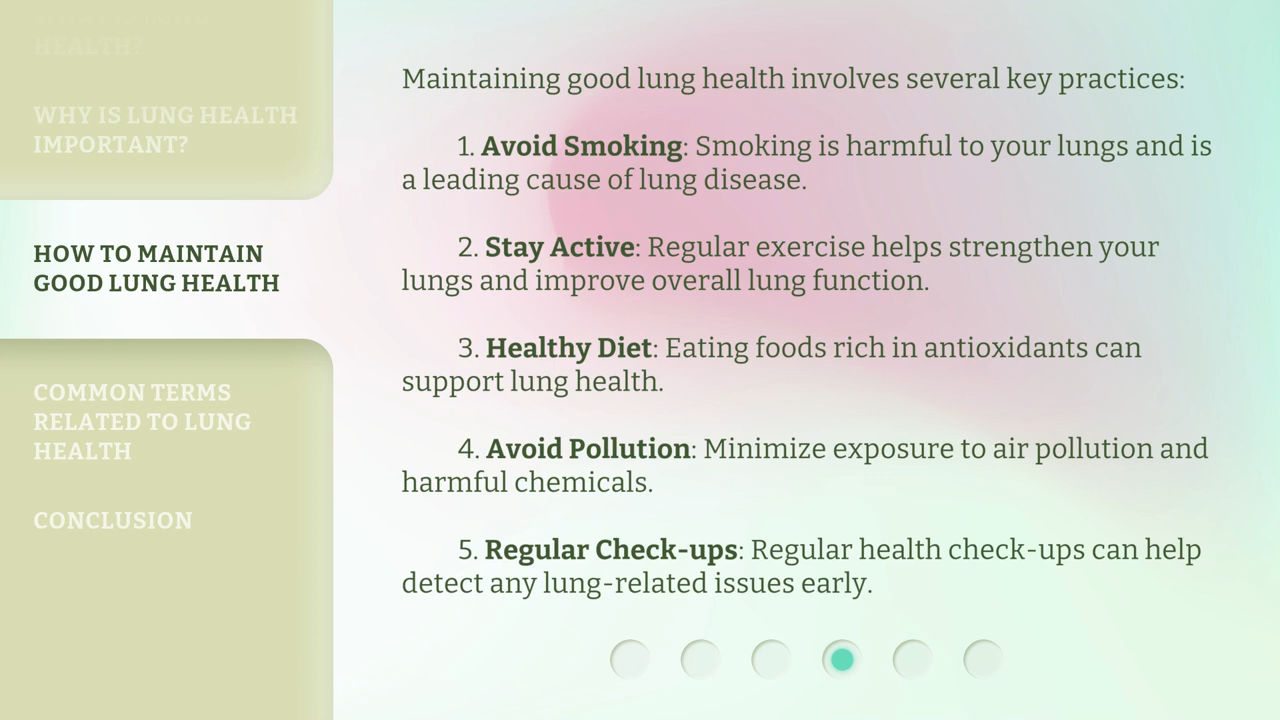 HEALTH?
WHY IS LUNG HEALTH
IMPORTANT?
HOW TO MAINTAIN
GOOD LUNG HEALTH
COMMON TERMS
RELATED TO LUNG
HEALTH
CONCLUSION
Maintaining good lung health involves several key practices:
1. Avoid Smoking: Smoking is harmful to your lungs and is
a leading cause of lung disease.
2. Stay Active: Regular exercise helps strengthen your
lungs and improve overall lung function.
3. Healthy Diet: Eating foods rich in antioxidants can
support lung health.
4. Avoid Pollution: Minimize exposure to air pollution and
harmful chemicals.
5. Regular Check-ups: Regular health check-ups can help
detect any lung-related issues early.